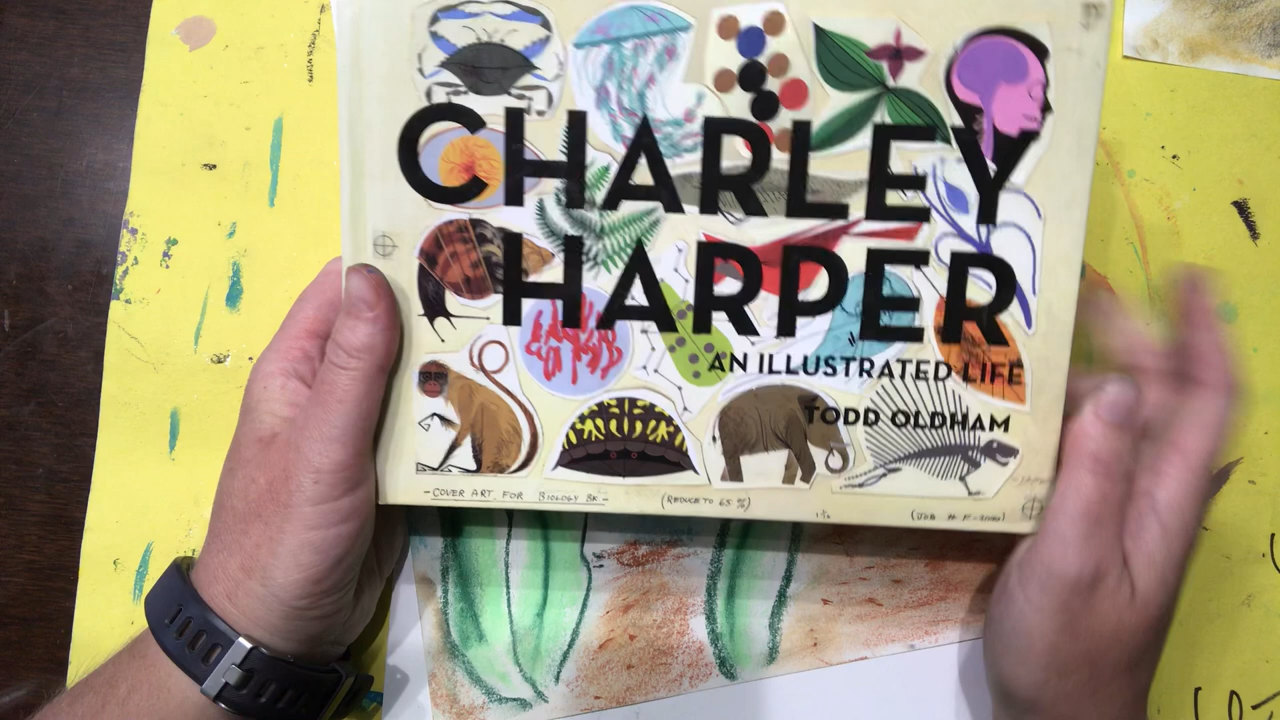 CHARLEY
HARPER
AN ILLUSTRATED LIFE
TODD OLDHAM
- COVER ART FOR BIOLOGY BK - (REDUCE TO 65 %)